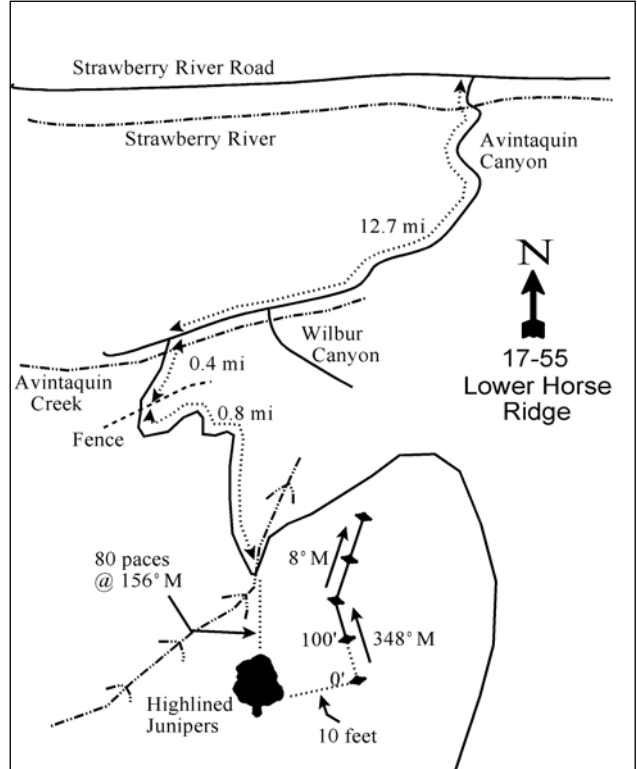 Strawberry River Road
Strawberry River
Avintaquin
Canyon
12.7 mi
N
17-55
Lower Horse
Ridge
Wilbur
Canyon
0.4 mi
Avintaquin
Creek
0.8 mi
Fence
80 paces
@ 156° M
8° M
100'
348° M
0'
Highlined
Junipers
10 feet